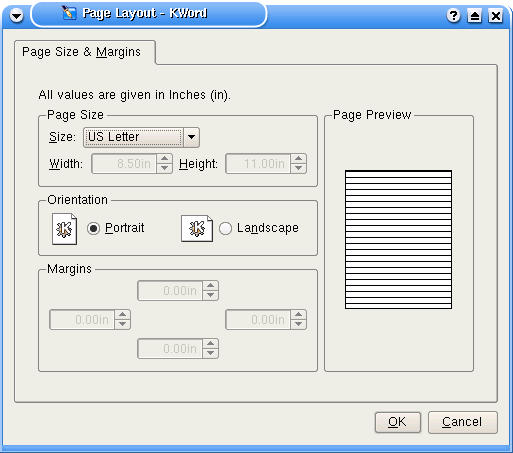 Page Layout - KWord
Page Size & Margins
All values are given in Inches (in).
Page Size
Size: US Letter
Width: 8.50in Height: 11.00in
Page Preview
Orientation
Portrait Landscape
Margins
0.00in
0.00in 0.00in
0.00in
OK Cancel